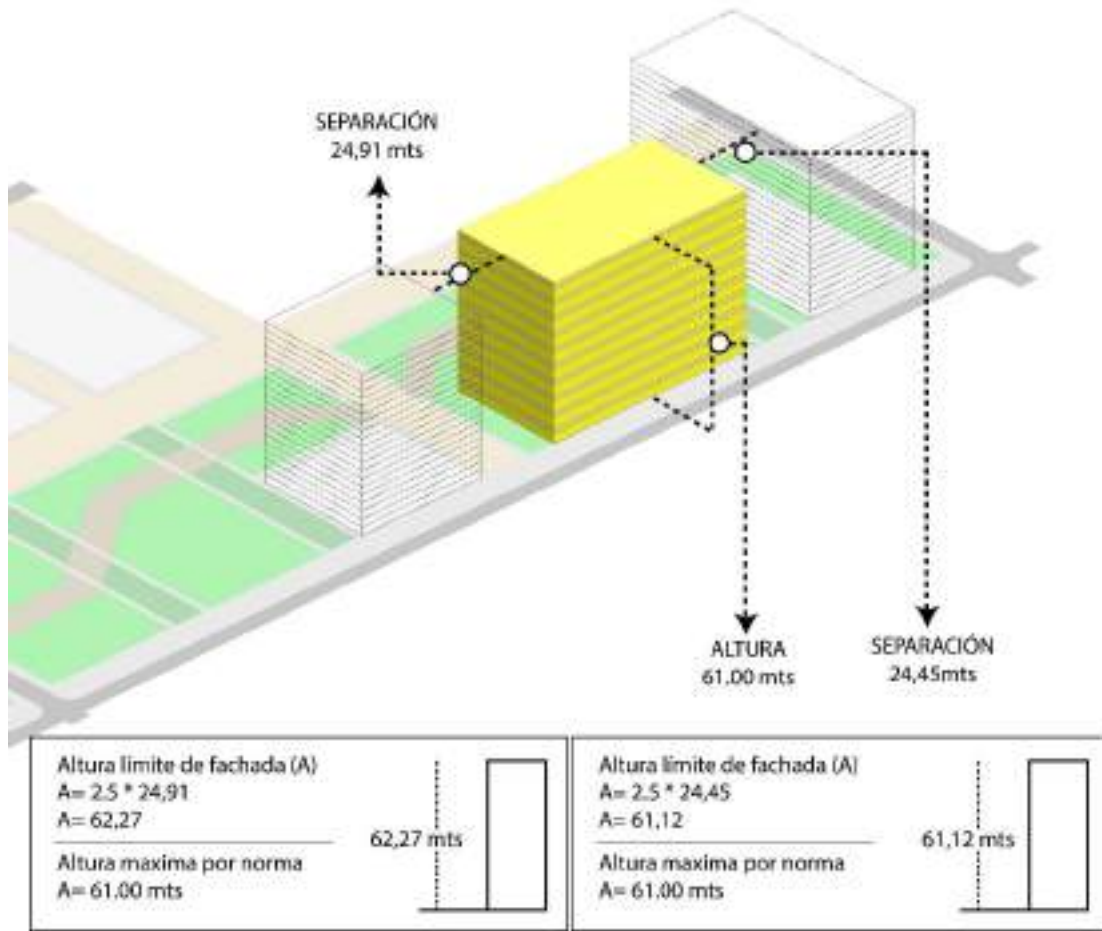 SEPARACIÓN
24,91 mts
ALTURA
61.00 mts
SEPARACIÓN
24,45mts
Altura límite de fachada (A)
A= 2.5 * 24,91
A= 62,27
62,27 mts
Altura maxima por norma
A= 61.00 mts
Altura límite de fachada (A)
A= 2.5 * 24,45
A= 61,12
61,12 mts
Altura maxima por norma
A= 61.00 mts